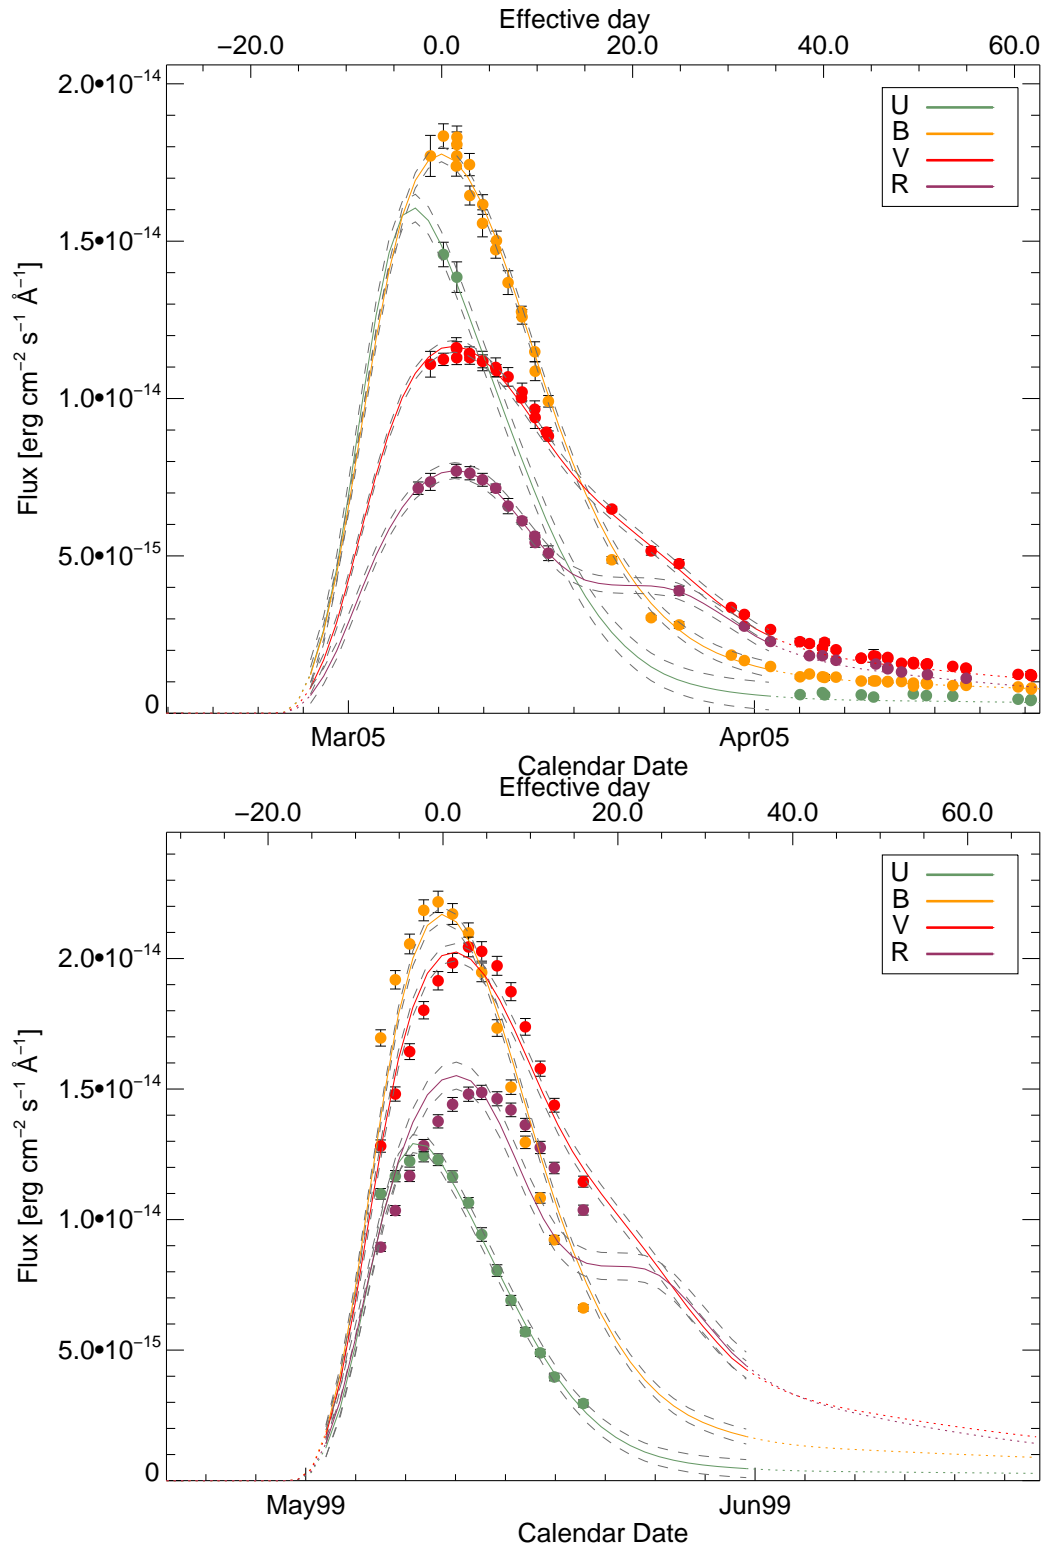 Effective day
−20.0 0.0 20.0 40.0 60.0
2.0•10⁻¹⁴
1.5•10⁻¹⁴
1.0•10⁻¹⁴
5.0•10⁻¹⁵
0
Flux [erg cm⁻² s⁻¹ Å⁻¹]
U
B
V
R
Mar05 Apr05
Calendar Date
Effective day
−20.0 0.0 20.0 40.0 60.0
2.0•10⁻¹⁴
1.5•10⁻¹⁴
1.0•10⁻¹⁴
5.0•10⁻¹⁵
0
Flux [erg cm⁻² s⁻¹ Å⁻¹]
U
B
V
R
May99 Jun99
Calendar Date